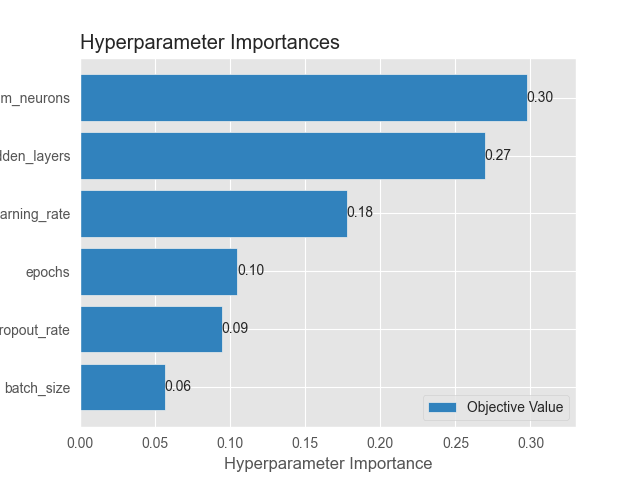 Hyperparameter Importances
m_neurons
0.30
dden_layers
0.27
arning_rate
0.18
epochs
0.10
ropout_rate
0.09
batch_size
0.06
Objective Value
0.00 0.05 0.10 0.15 0.20 0.25 0.30
Hyperparameter Importance